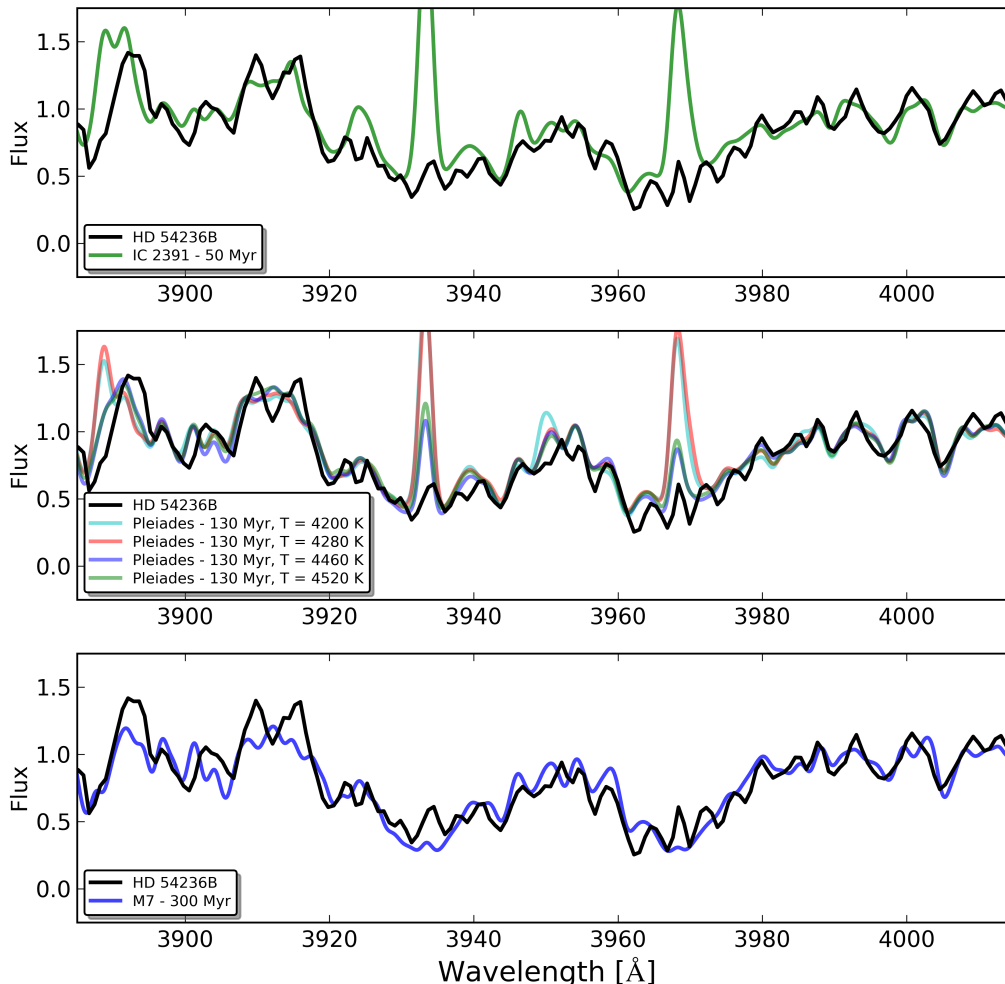 1.5
1.0
Flux
0.5
0.0
HD 54236B
IC 2391 - 50 Myr
3900 3920 3940 3960 3980 4000
1.5
1.0
Flux
0.5
0.0
HD 54236B
Pleiades - 130 Myr, T = 4200 K
Pleiades - 130 Myr, T = 4280 K
Pleiades - 130 Myr, T = 4460 K
Pleiades - 130 Myr, T = 4520 K
3900 3920 3940 3960 3980 4000
1.5
1.0
Flux
0.5
0.0
HD 54236B
M7 - 300 Myr
3900 3920 3940 3960 3980 4000
Wavelength [Å]